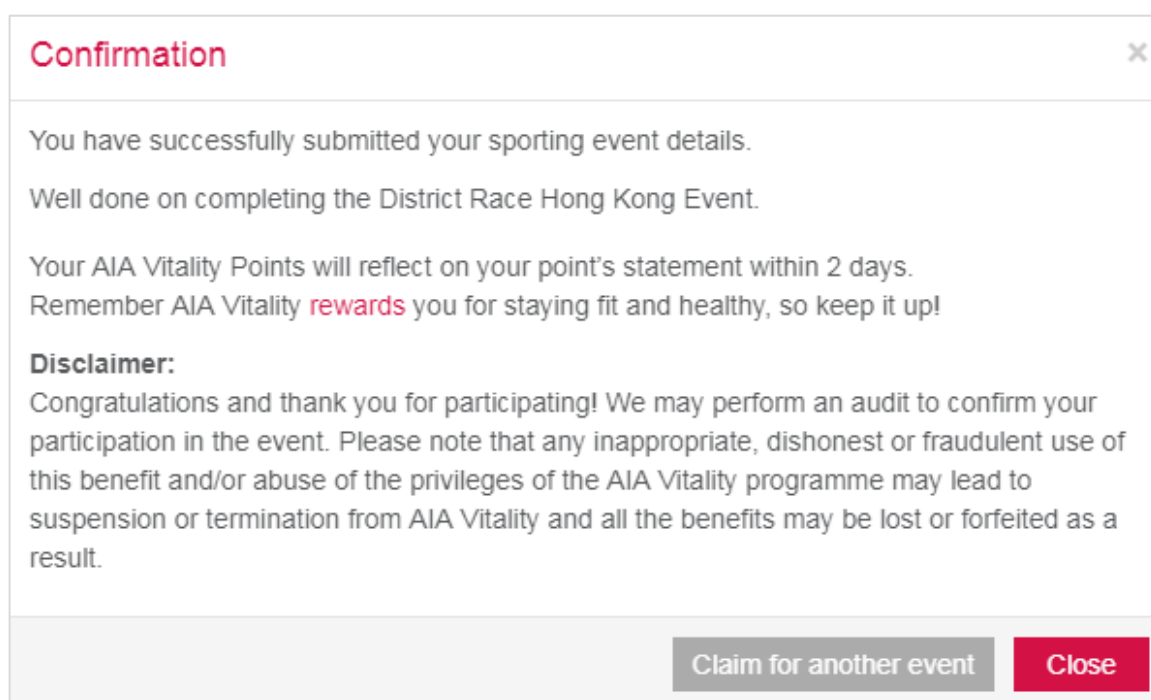 Confirmation ×
You have successfully submitted your sporting event details.
Well done on completing the District Race Hong Kong Event.
Your AIA Vitality Points will reflect on your point's statement within 2 days.
Remember AIA Vitality rewards you for staying fit and healthy, so keep it up!
Disclaimer:
Congratulations and thank you for participating! We may perform an audit to confirm your
participation in the event. Please note that any inappropriate, dishonest or fraudulent use of
this benefit and/or abuse of the privileges of the AIA Vitality programme may lead to
suspension or termination from AIA Vitality and all the benefits may be lost or forfeited as a
result.
Claim for another event Close